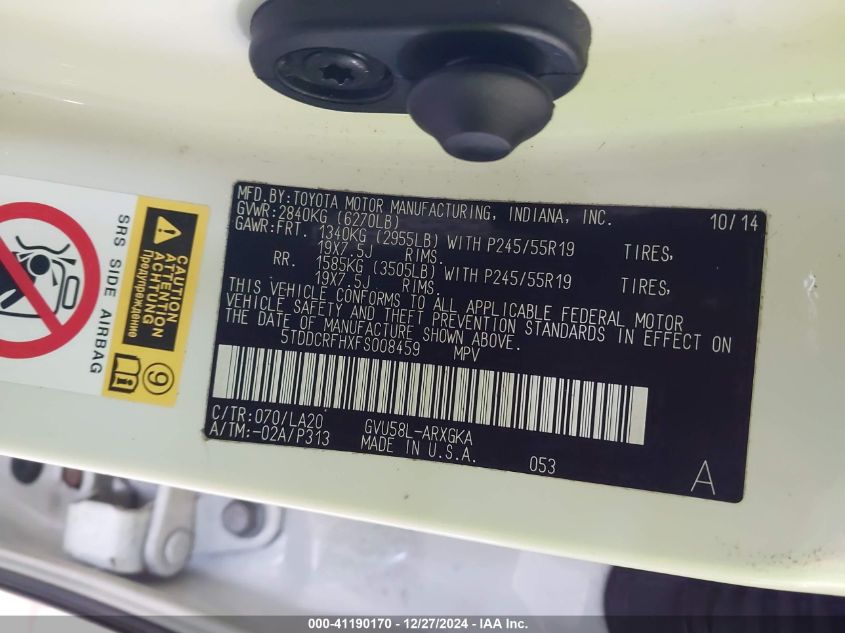 MFD.BY:TOYOTA MOTOR MANUFACTURING, INDIANA, INC. 10/14
GVWR:2840KG (6270LB)
GAWR:FRT. 1340KG (2955LB) WITH P245/55R19 TIRES,
19X7.5J RIMS.
RR. 1585KG (3505LB) WITH P245/55R19 TIRES,
19X7.5J RIMS.
THIS VEHICLE CONFORMS TO ALL APPLICABLE FEDERAL MOTOR
VEHICLE SAFETY AND THEFT PREVENTION STANDARDS IN EFFECT ON
THE DATE OF MANUFACTURE SHOWN ABOVE.
5TDDCRFHXFS008459 MPV
C/TR:070/LA20 GVU58L-ARXGKA
A/TM:-02A/P313 MADE IN U.S.A. 053 A
SRS SIDE AIRBAG
CAUTION
ATTENTION
ACHTUNG
Предупреждение
9
000-41190170 - 12/27/2024 - IAA Inc.